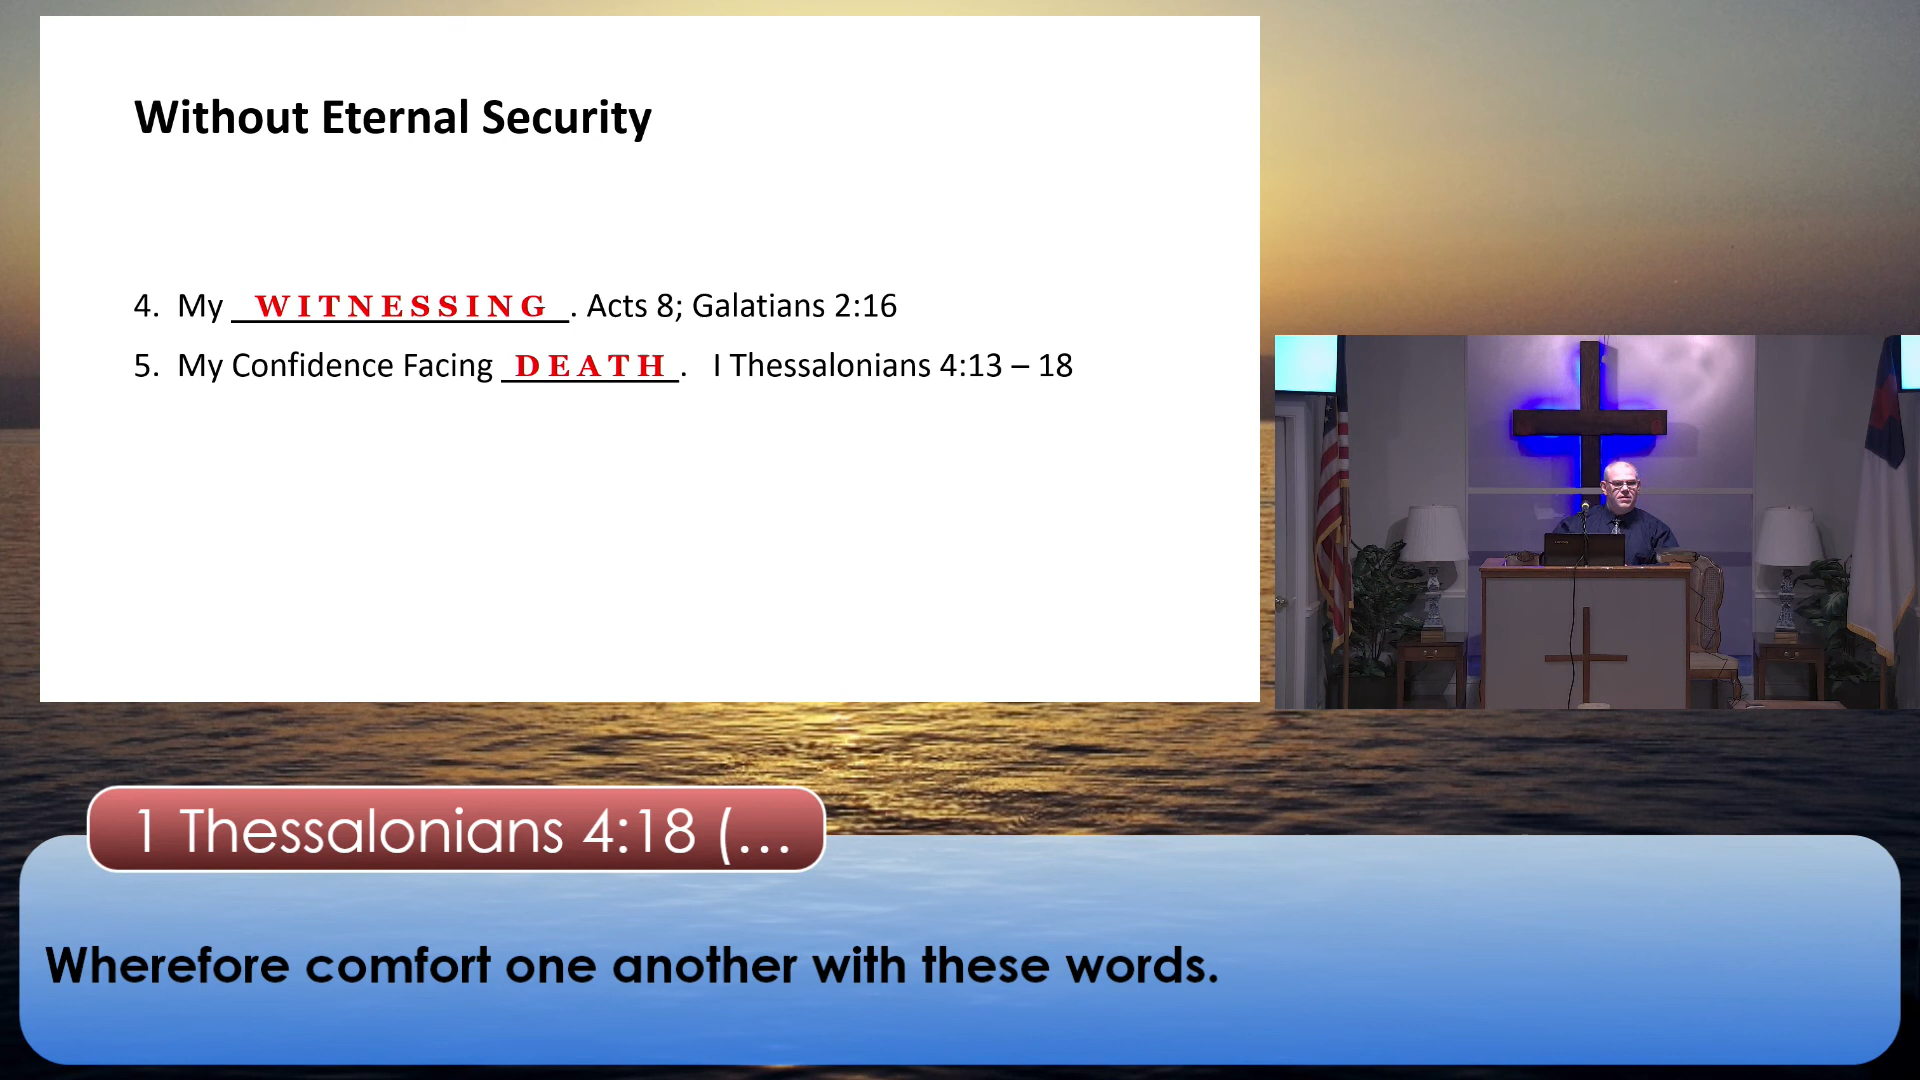 Without Eternal Security
4. My WITNESSING. Acts 8; Galatians 2:16
5. My Confidence Facing DEATH. I Thessalonians 4:13 – 18
1 Thessalonians 4:18 (...
Wherefore comfort one another with these words.